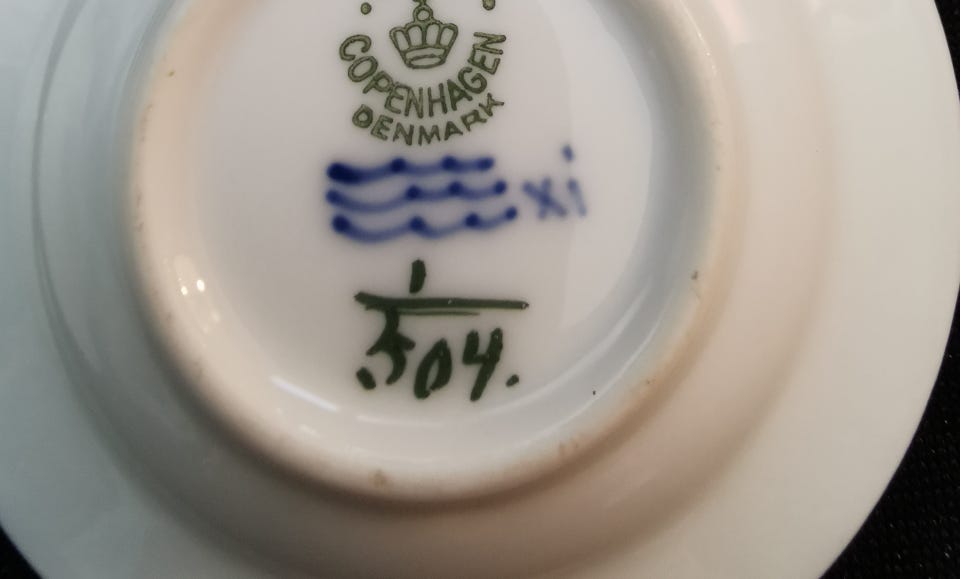 COPENHAGEN
DENMARK
xi
1
504.